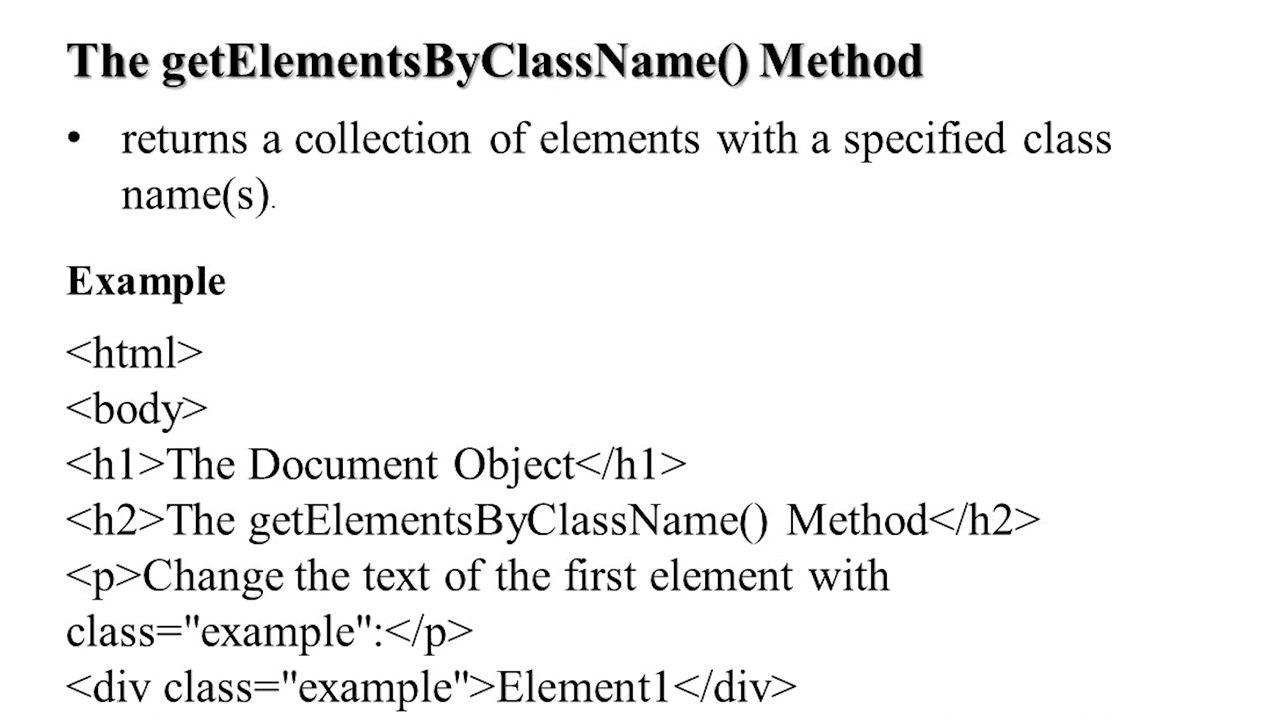 The getElementsByClassName() Method
• returns a collection of elements with a specified class
name(s).
Example
<html>
<body>
<h1>The Document Object</h1>
<h2>The getElementsByClassName() Method</h2>
<p>Change the text of the first element with
class="example":</p>
<div class="example">Element1</div>